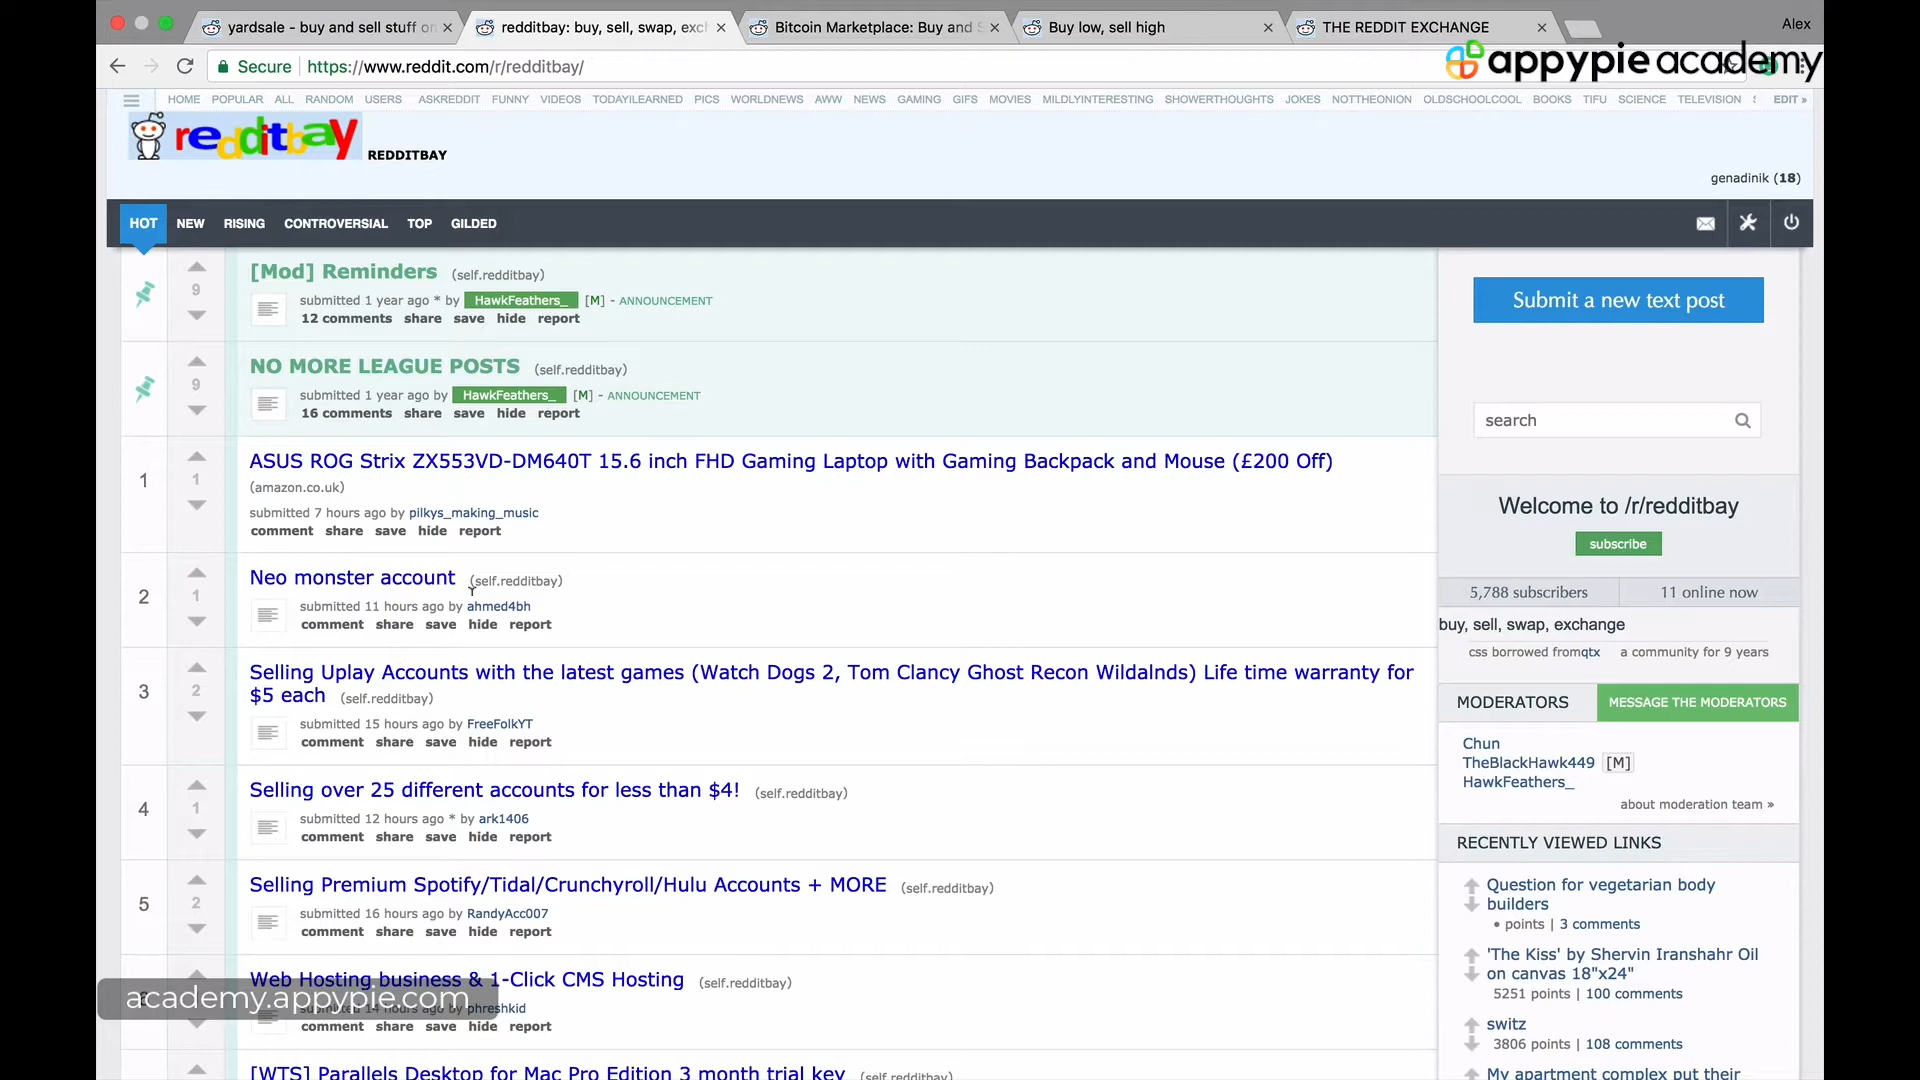 yardsale - buy and sell stuff on
redditbay: buy, sell, swap, exc
Bitcoin Marketplace: Buy and S
Buy low, sell high
THE REDDIT EXCHANGE
Alex
Secure
https://www.reddit.com/r/redditbay/
appypie academy
HOME POPULAR ALL RANDOM USERS ASKREDDIT FUNNY VIDEOS TODAYILEARNED PICS WORLDNEWS AWW NEWS GAMING GIFS MOVIES MILDLYINTERESTING SHOWERTHOUGHTS JOKES NOTTHEONION OLDSCHOOLCOOL BOOKS TIFU SCIENCE TELEVISION S EDIT »
redditbay REDDITBAY
genadinik (18)
HOT NEW RISING CONTROVERSIAL TOP GILDED
[Mod] Reminders (self.redditbay)
9
submitted 1 year ago * by HawkFeathers_ [M] - ANNOUNCEMENT
12 comments share save hide report
NO MORE LEAGUE POSTS (self.redditbay)
9
submitted 1 year ago by HawkFeathers_ [M] - ANNOUNCEMENT
16 comments share save hide report
1
1
ASUS ROG Strix ZX553VD-DM640T 15.6 inch FHD Gaming Laptop with Gaming Backpack and Mouse (£200 Off)
(amazon.co.uk)
submitted 7 hours ago by pilkys_making_music
comment share save hide report
2
1
Neo monster account (self.redditbay)
submitted 11 hours ago by ahmed4bh
comment share save hide report
3
2
Selling Uplay Accounts with the latest games (Watch Dogs 2, Tom Clancy Ghost Recon Wildalnds) Life time warranty for
$5 each (self.redditbay)
submitted 15 hours ago by FreeFolkYT
comment share save hide report
4
1
Selling over 25 different accounts for less than $4! (self.redditbay)
submitted 12 hours ago * by ark1406
comment share save hide report
5
2
Selling Premium Spotify/Tidal/Crunchyroll/Hulu Accounts + MORE (self.redditbay)
submitted 16 hours ago by RandyAcc007
comment share save hide report
Web Hosting business & 1-Click CMS Hosting (self.redditbay)
submitted 14 hours ago by phreshkid
comment share save hide report
academy.appypie.com
[WTS] Parallels Desktop for Mac Pro Edition 3 month trial key (self.redditbay)
Submit a new text post
search
Welcome to /r/redditbay
subscribe
5,788 subscribers 11 online now
buy, sell, swap, exchange
css borrowed fromqtx a community for 9 years
MODERATORS MESSAGE THE MODERATORS
Chun
TheBlackHawk449 [M]
HawkFeathers_
about moderation team »
RECENTLY VIEWED LINKS
Question for vegetarian body
builders
• points | 3 comments
'The Kiss' by Shervin Iranshahr Oil
on canvas 18"x24"
5251 points | 100 comments
switz
3806 points | 108 comments
My apartment complex put their